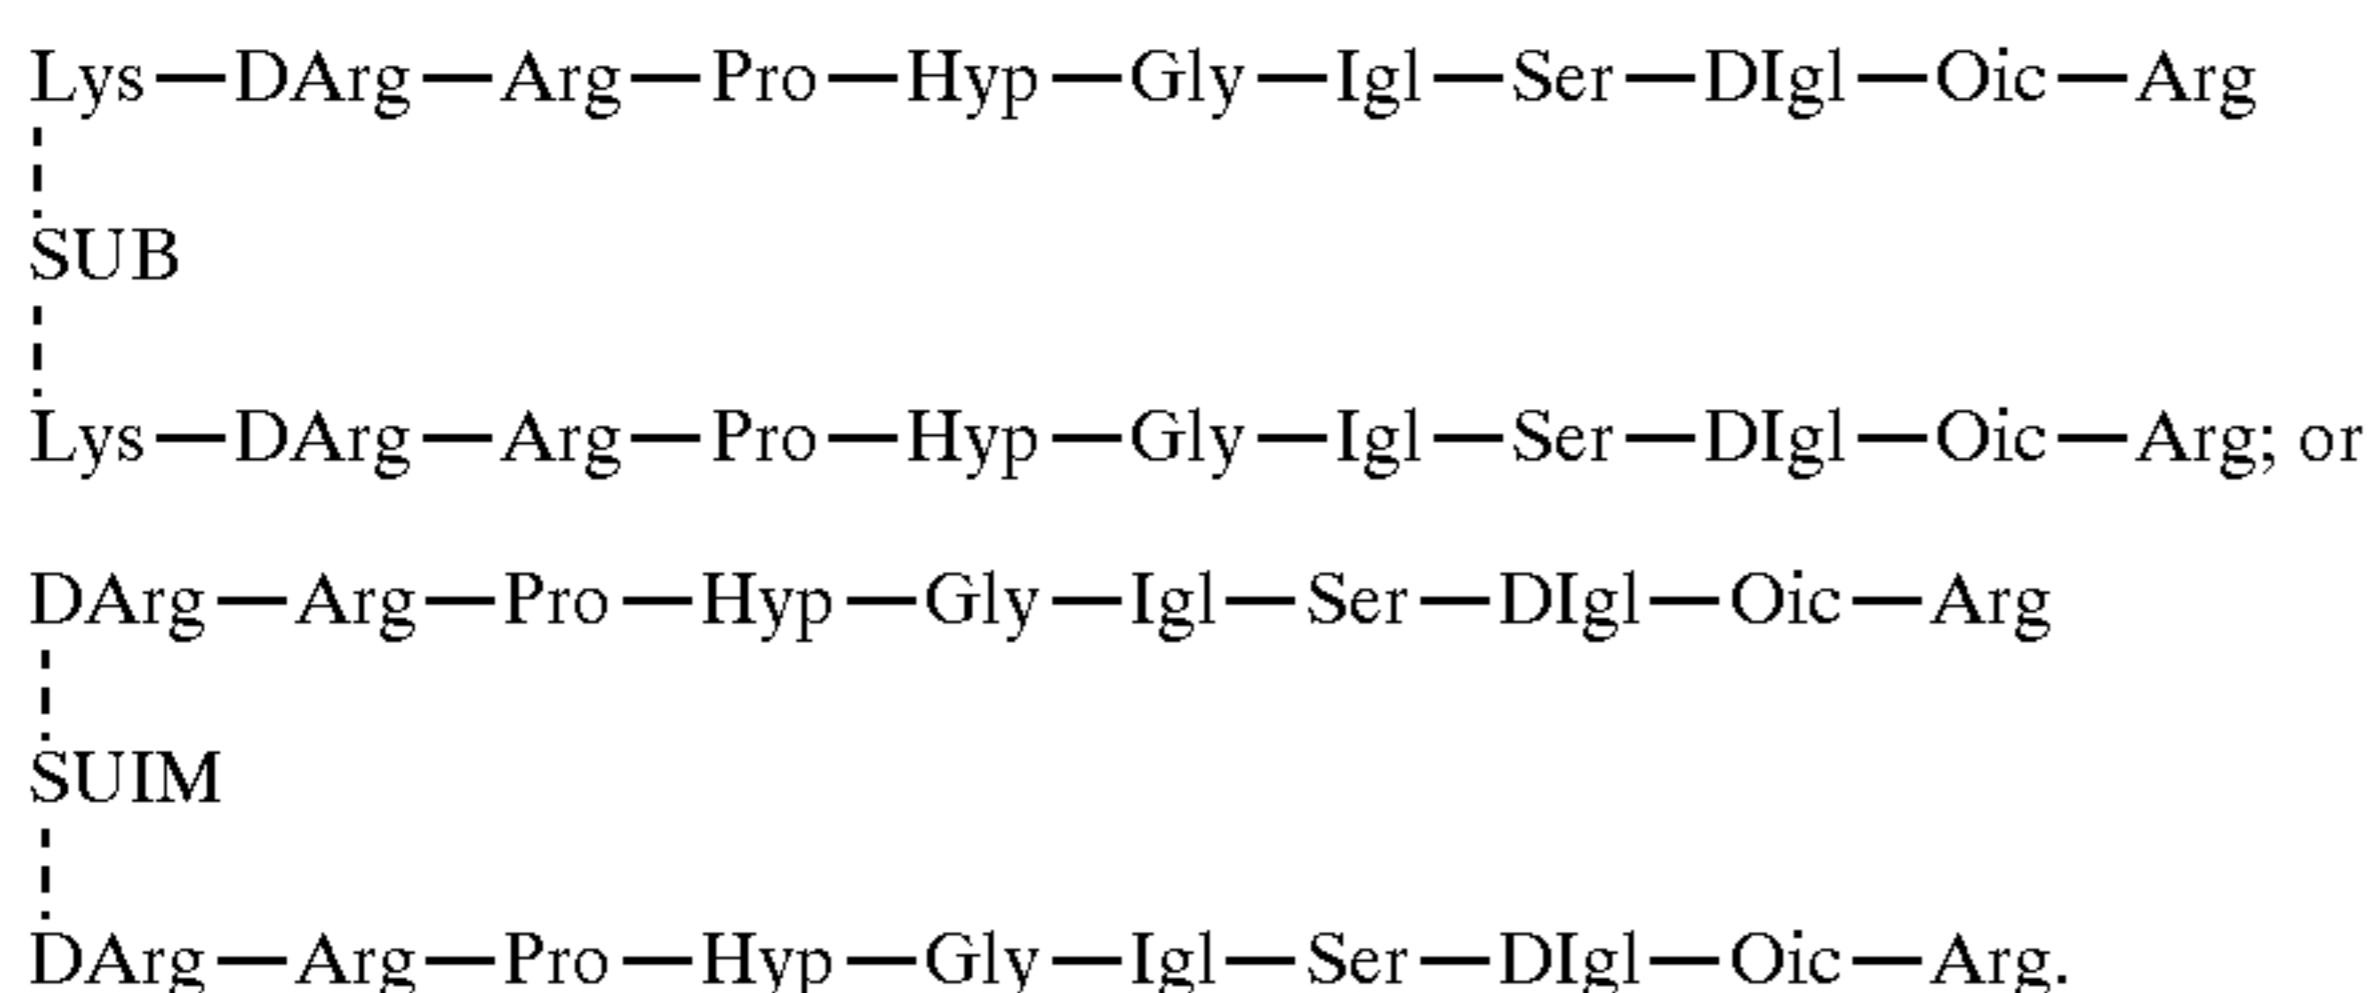 Lys—DArg—Arg—Pro—Hyp—Gly—Igl—Ser—DIgl—Oic—Arg
SUB
Lys—DArg—Arg—Pro—Hyp—Gly—Igl—Ser—DIgl—Oic—Arg; or
DArg—Arg—Pro—Hyp—Gly—Igl—Ser—DIgl—Oic—Arg
SUIM
DArg—Arg—Pro—Hyp—Gly—Igl—Ser—DIgl—Oic—Arg.